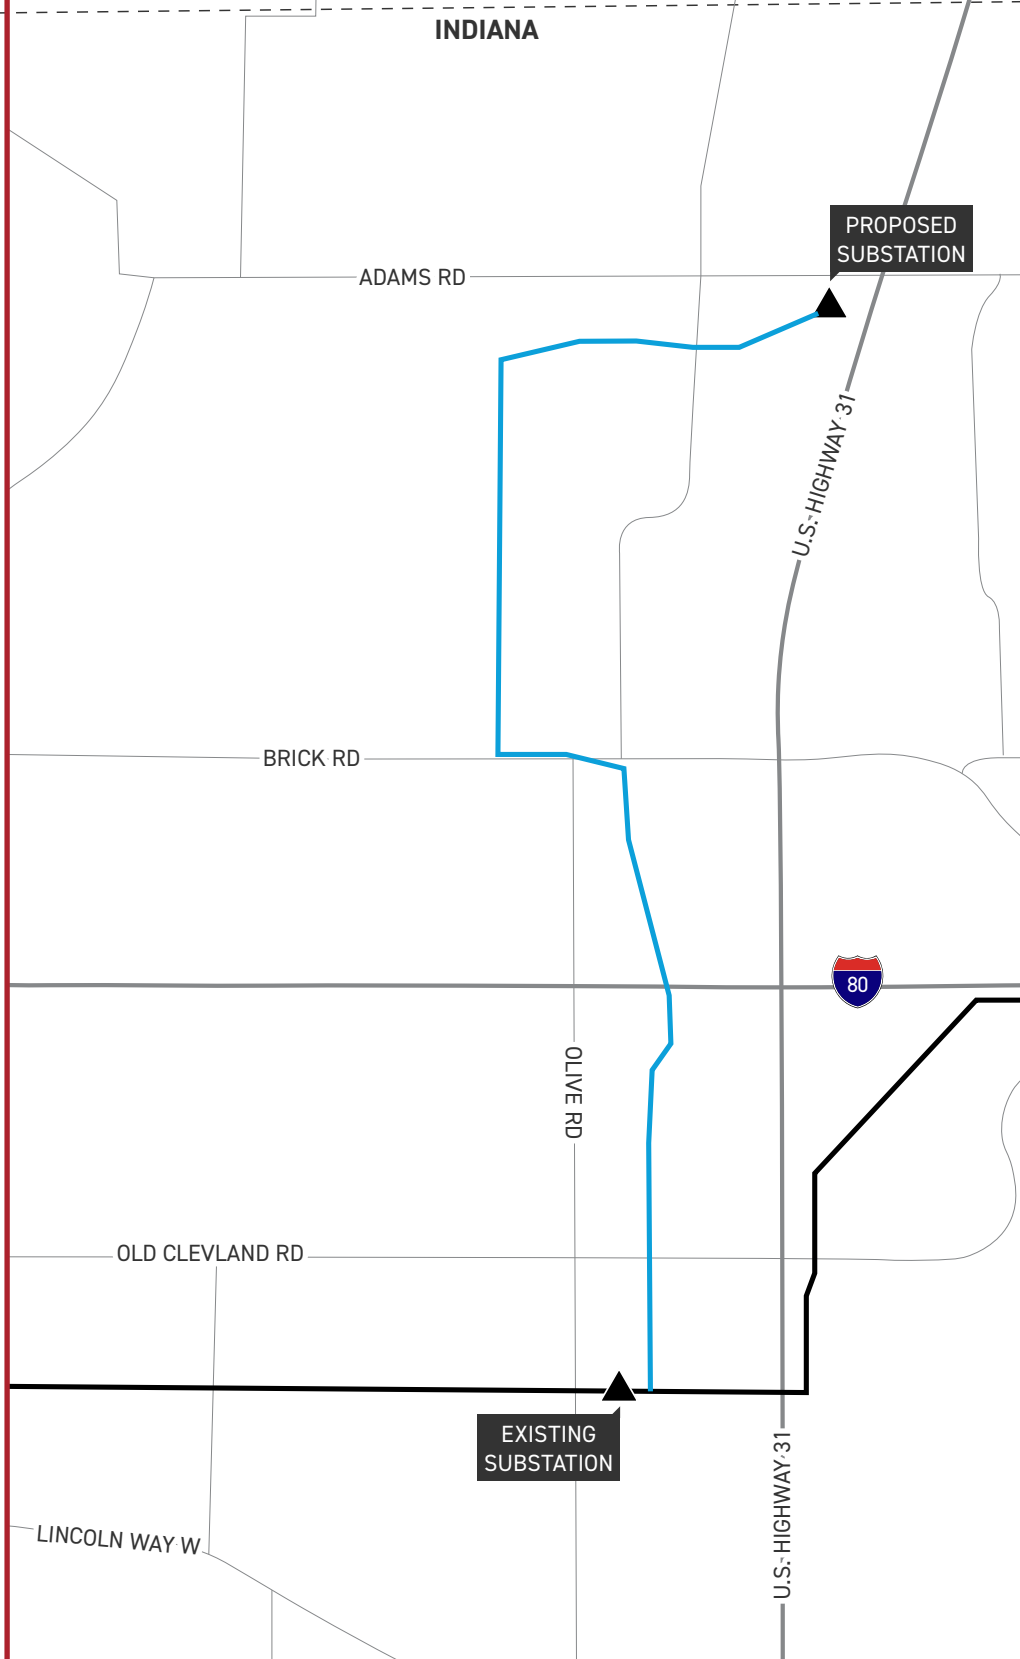 INDIANA
PROPOSED
SUBSTATION
ADAMS RD
U.S. HIGHWAY 31
BRICK RD
80
OLIVE RD
OLD CLEVLAND RD
EXISTING
SUBSTATION
U.S. HIGHWAY 31
LINCOLN WAY W